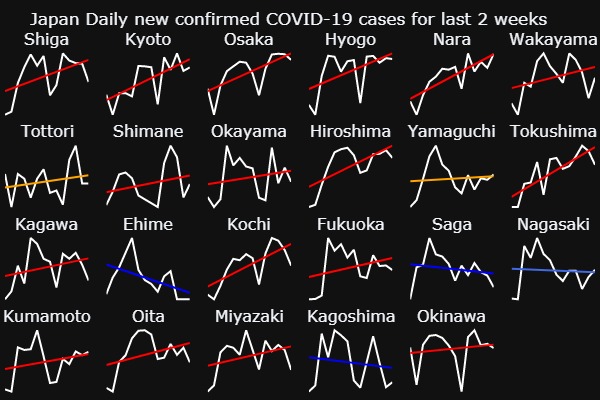 Japan Daily new confirmed COVID-19 cases for last 2 weeks
Shiga Kyoto Osaka Hyogo Nara Wakayama
Tottori Shimane Okayama Hiroshima Yamaguchi Tokushima
Kagawa Ehime Kochi Fukuoka Saga Nagasaki
Kumamoto Oita Miyazaki Kagoshima Okinawa